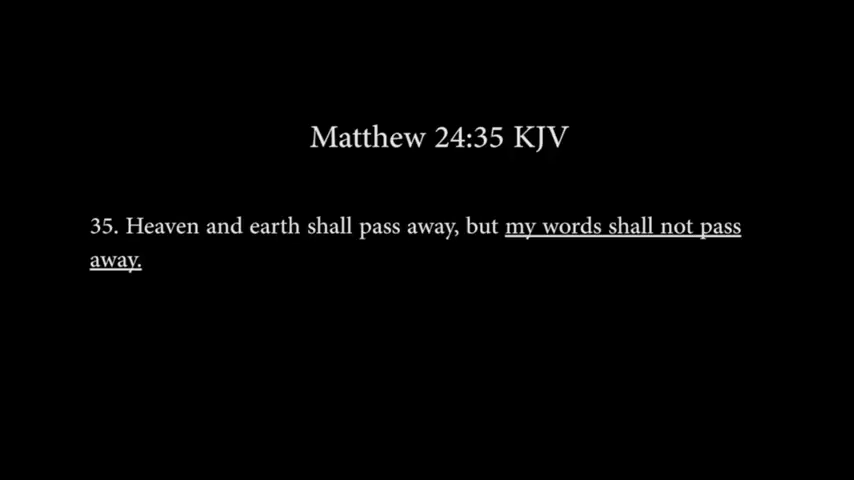 Matthew 24:35 KJV
35. Heaven and earth shall pass away, but my words shall not pass
away.